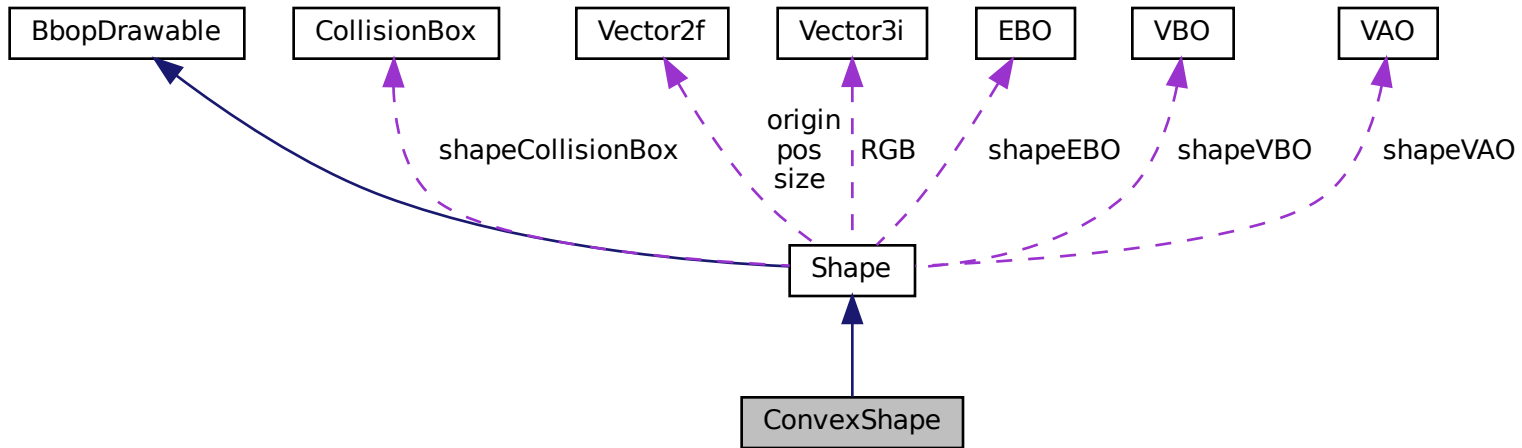 BbopDrawable
CollisionBox
Vector2f
Vector3i
EBO
VBO
VAO
shapeCollisionBox
origin
pos
size
RGB
shapeEBO
shapeVBO
shapeVAO
Shape
ConvexShape